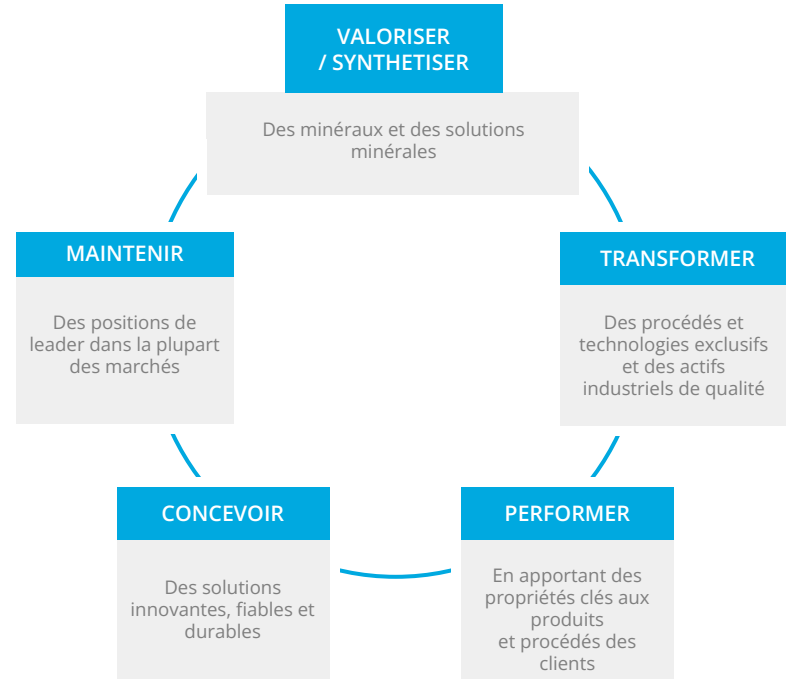 VALORISER
/ SYNTHETISER
Des minéraux et des solutions
minérales
MAINTENIR
Des positions de
leader dans la plupart
des marchés
TRANSFORMER
Des procédés et
technologies exclusifs
et des actifs
industriels de qualité
CONCEVOIR
Des solutions
innovantes, fiables et
durables
PERFORMER
En apportant des
propriétés clés aux
produits
et procédés des
clients